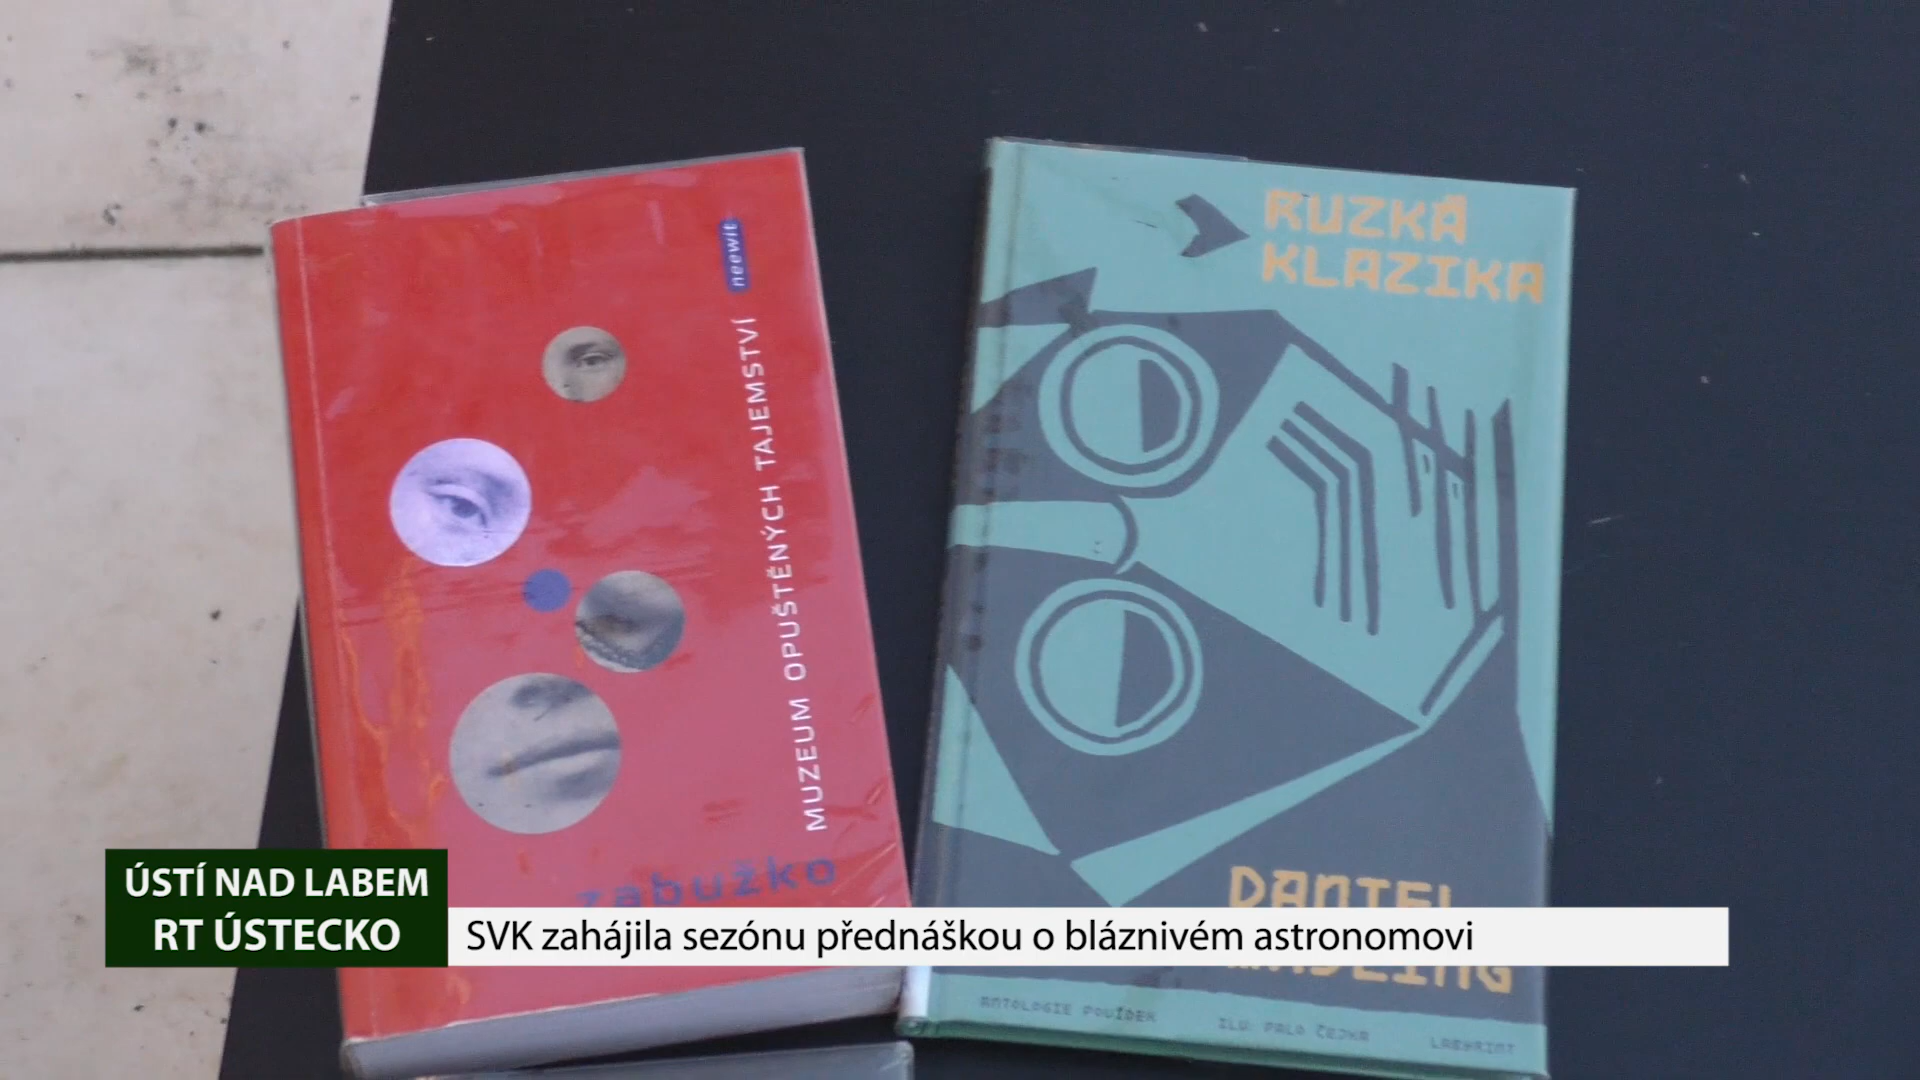 neewit
MUZEUM OPUŠTĚNÝCH TAJEMSTVÍ
zabužko
RUZKÁ
KLAZIKA
DANIEL
ANTOLOGIE POVÍDEK
ILU: PALO ČEJKA
LABYRINT
ÚSTÍ NAD LABEM
RT ÚSTECKO
SVK zahájila sezónu přednáškou o bláznivém astronomovi